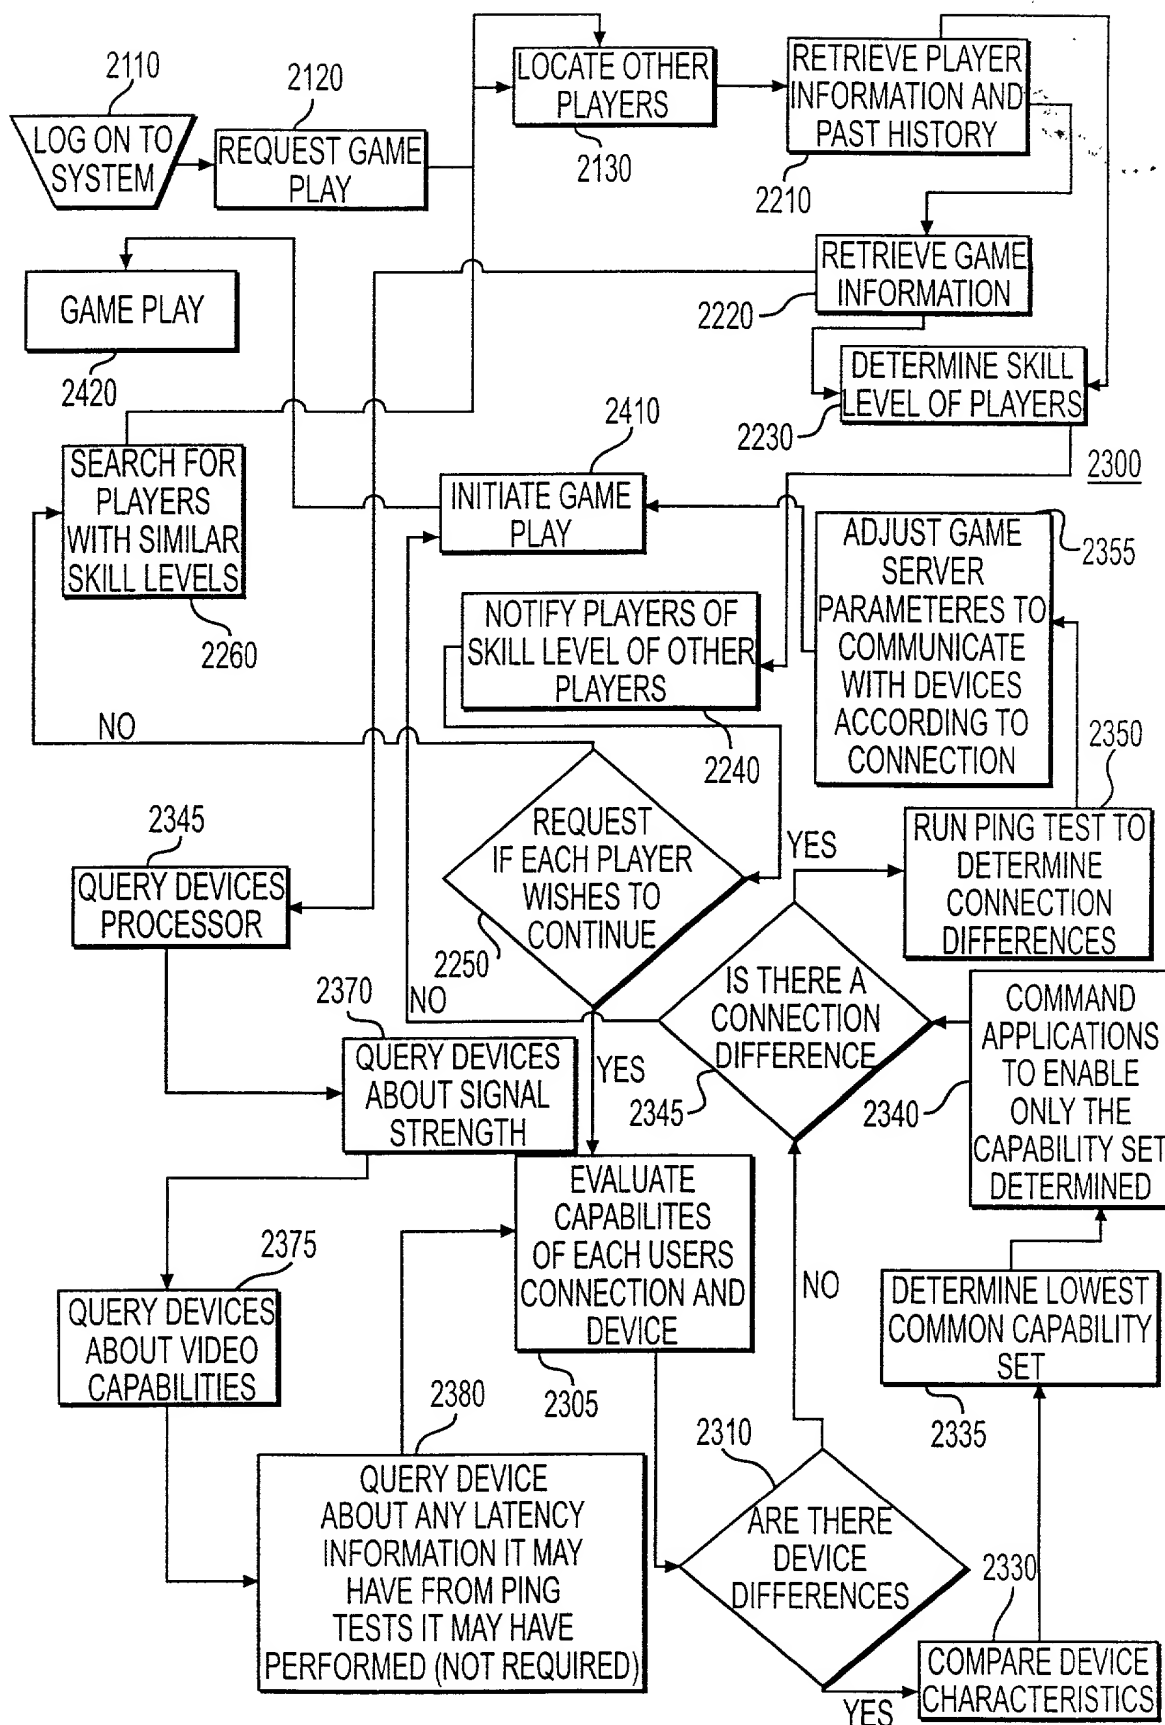 2110
LOG ON TO
SYSTEM
2120
REQUEST GAME
PLAY
LOCATE OTHER
PLAYERS
2130
RETRIEVE PLAYER
INFORMATION AND
PAST HISTORY
2210
RETRIEVE GAME
INFORMATION
2220
GAME PLAY
2420
DETERMINE SKILL
LEVEL OF PLAYERS
2230
2300
SEARCH FOR
PLAYERS
WITH SIMILAR
SKILL LEVELS
2260
2410
INITIATE GAME
PLAY
ADJUST GAME
SERVER
PARAMETERES TO
COMMUNICATE
WITH DEVICES
ACCORDING TO
CONNECTION
2355
NOTIFY PLAYERS OF
SKILL LEVEL OF OTHER
PLAYERS
2240
NO
REQUEST
IF EACH PLAYER
WISHES TO
CONTINUE
2250
YES
2350
RUN PING TEST TO
DETERMINE
CONNECTION
DIFFERENCES
2345
QUERY DEVICES
PROCESSOR
NO
IS THERE A
CONNECTION
DIFFERENCE
2345
COMMAND
APPLICATIONS
TO ENABLE
ONLY THE
CAPABILITY SET
DETERMINED
2340
2370
QUERY DEVICES
ABOUT SIGNAL
STRENGTH
YES
EVALUATE
CAPABILITES
OF EACH USERS
CONNECTION AND
DEVICE
2305
2375
QUERY DEVICES
ABOUT VIDEO
CAPABILITIES
NO
DETERMINE LOWEST
COMMON CAPABILITY
SET
2335
2380
QUERY DEVICE
ABOUT ANY LATENCY
INFORMATION IT MAY
HAVE FROM PING
TESTS IT MAY HAVE
PERFORMED (NOT REQUIRED)
2310
ARE THERE
DEVICE
DIFFERENCES
2330
COMPARE DEVICE
CHARACTERISTICS
YES